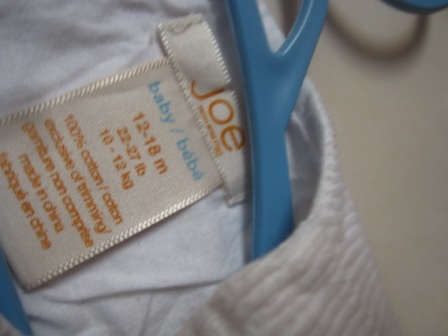 joe
baby / bébé
12-18 m
22-27 lb
10 - 12 kg
100% cotton / coton
exclusive of trimming /
garniture non comprise
made in china
fabriqué en chine